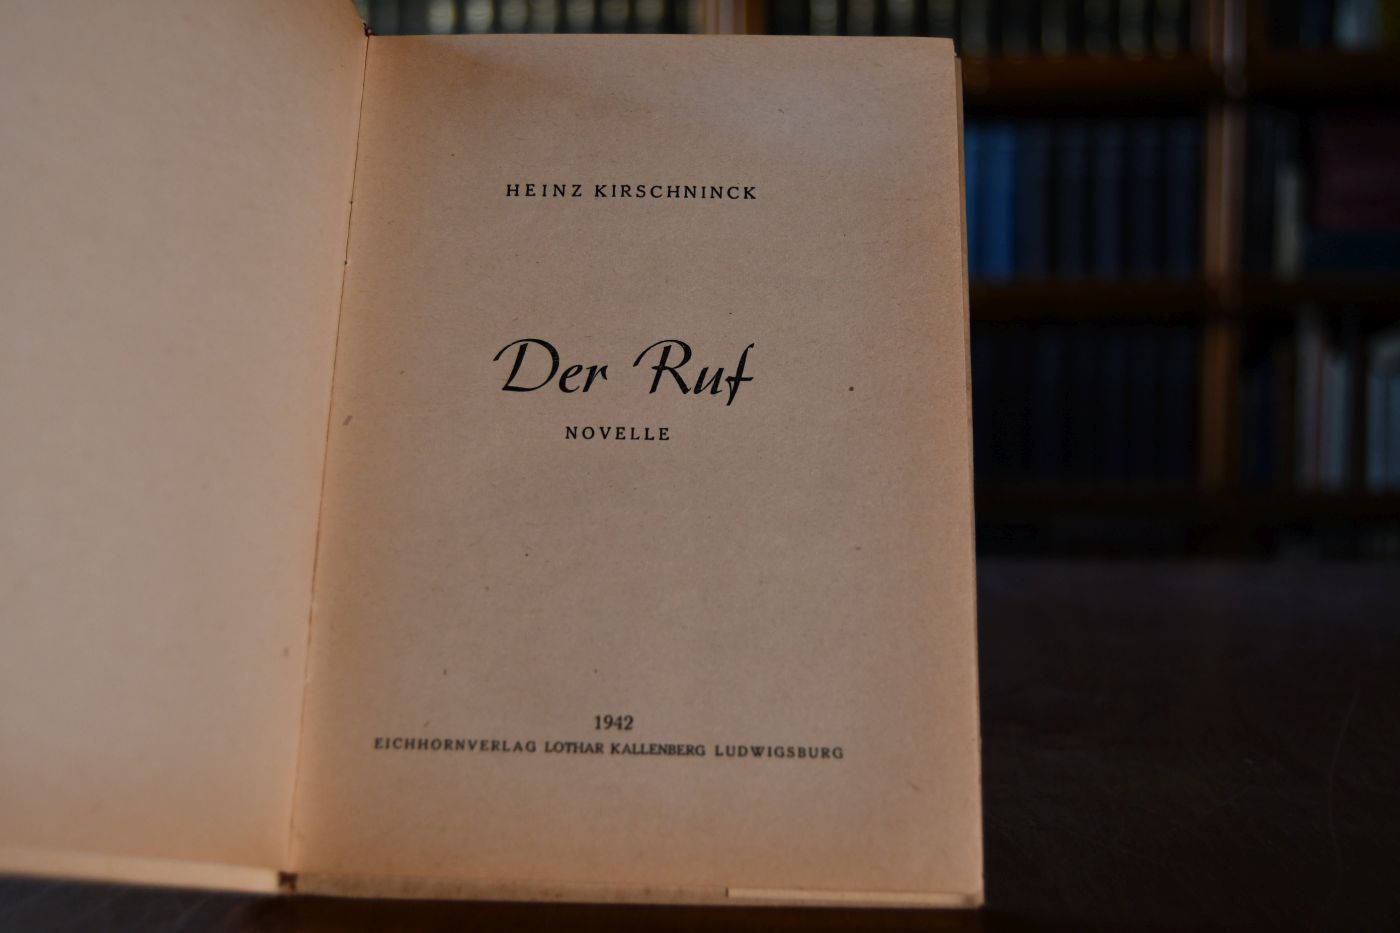 HEINZ KIRSCHNINCK
Der Ruf
NOVELLE
1942
EICHHORNVERLAG LOTHAR KALLENBERG LUDWIGSBURG